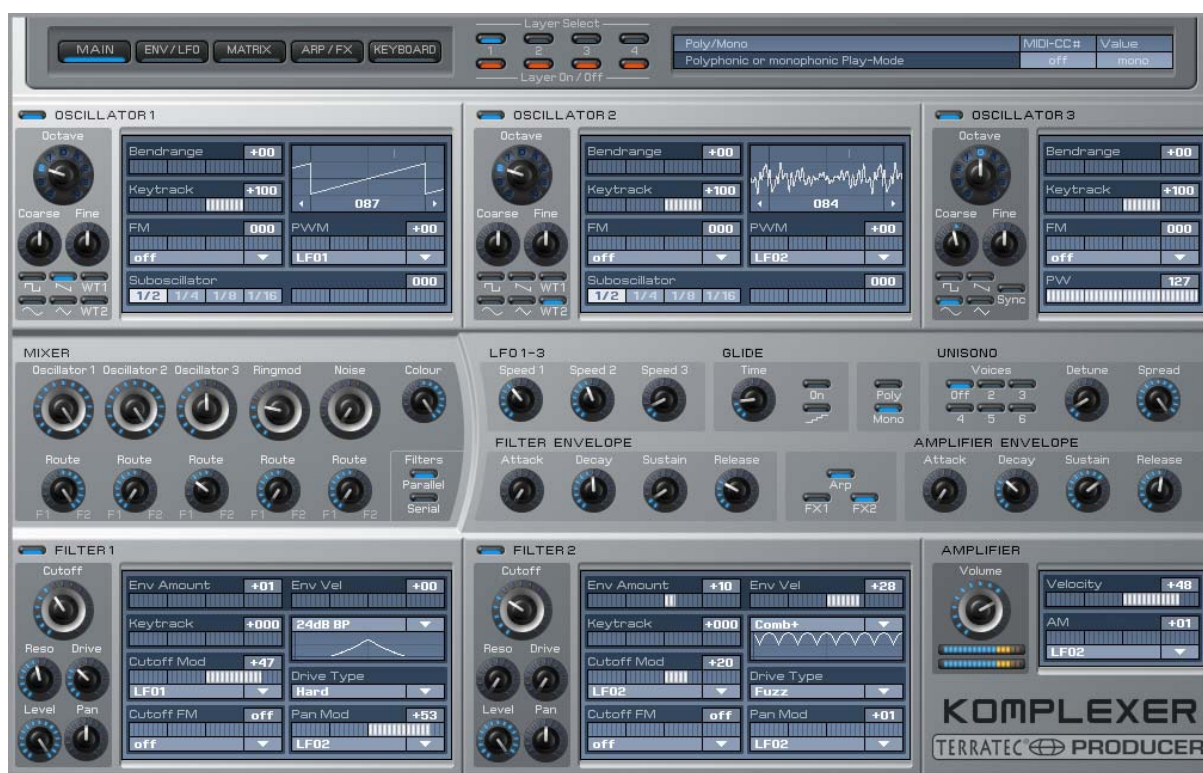 MAIN ENV/LFO MATRIX ARP/FX KEYBOARD
Layer Select
1 2 3 4
Layer On/Off
Poly/Mono MIDI-CC# Value
Polyphonic or monophonic Play-Mode off mono
OSCILLATOR 1
Octave
Coarse Fine
WT1
WT2
Bendrange +00
Keytrack +100
087
FM 000
off
PWM +00
LFO1
Suboscillator 000
1/2 1/4 1/8 1/16
OSCILLATOR 2
Octave
Coarse Fine
WT1
WT2
Bendrange +00
Keytrack +100
084
FM 000
off
PWM +00
LFO2
Suboscillator 000
1/2 1/4 1/8 1/16
OSCILLATOR 3
Octave
Coarse Fine
Sync
Bendrange +00
Keytrack +100
FM 000
off
PW 127
MIXER
Oscillator 1 Oscillator 2 Oscillator 3 Ringmod Noise Colour
Route Route Route Route Route
F1 F2 F1 F2 F1 F2 F1 F2 F1 F2
Filters
Parallel
Serial
LFO 1-3
Speed 1 Speed 2 Speed 3
GLIDE
Time
On
Poly
Mono
UNISONO
Voices
Off 2 3
4 5 6
Detune Spread
FILTER ENVELOPE
Attack Decay Sustain Release
Arp
FX1 FX2
AMPLIFIER ENVELOPE
Attack Decay Sustain Release
FILTER 1
Cutoff
Reso Drive
Level Pan
Env Amount +01
Env Vel +00
Keytrack +000
24dB BP
Cutoff Mod +47
LFO1
Drive Type
Hard
Cutoff FM off
off
Pan Mod +53
LFO2
FILTER 2
Cutoff
Reso Drive
Level Pan
Env Amount +10
Env Vel +28
Keytrack +000
Comb+
Cutoff Mod +20
LFO2
Drive Type
Fuzz
Cutoff FM off
off
Pan Mod +01
LFO2
AMPLIFIER
Volume
Velocity +48
AM +01
LFO2
KOMPLEXER
TERRATEC® PRODUCER